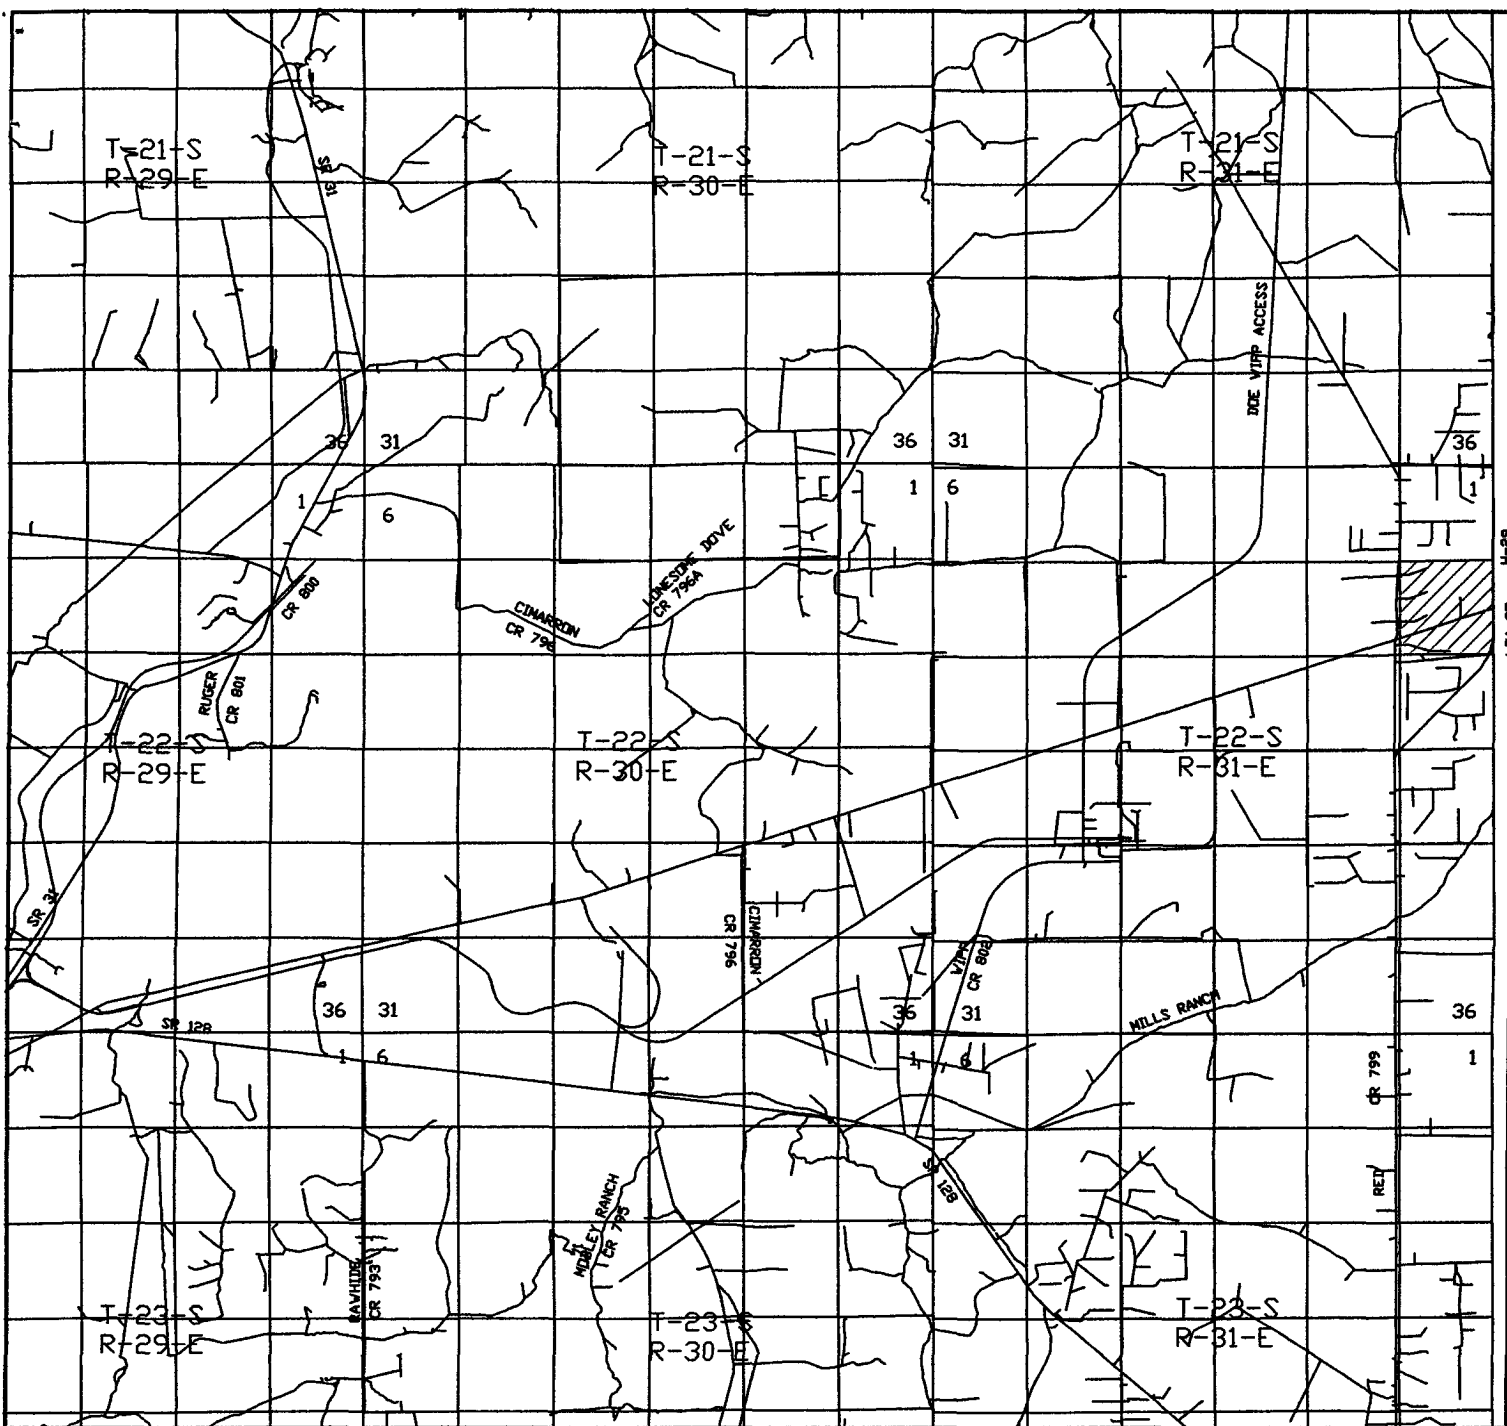 T-21-S
R-29-E
T-21-S
R-30-E
T-21-S
R-31-E
SR 31
DOE WIPP ACCESS
36 31
36 31
36
1
6
1 6
1
LONESOME DOVE
CR 796A
CIMARRON
CR 796
CR 800
RUGER
CR 801
T-22-S
R-29-E
T-22-S
R-30-E
T-22-S
R-31-E
SR 31
CIMARRON
CR 796
WIPP
CR 802
36 31
36 31
36
SR 128
MILLS RANCH
1 6
1 6
1
CR 799
SR 128
RED
MOBLEY RANCH
CR 795
RAWHIDE
CR 793
T-23-S
R-29-E
T-23-S
R-30-E
T-23-S
R-31-E